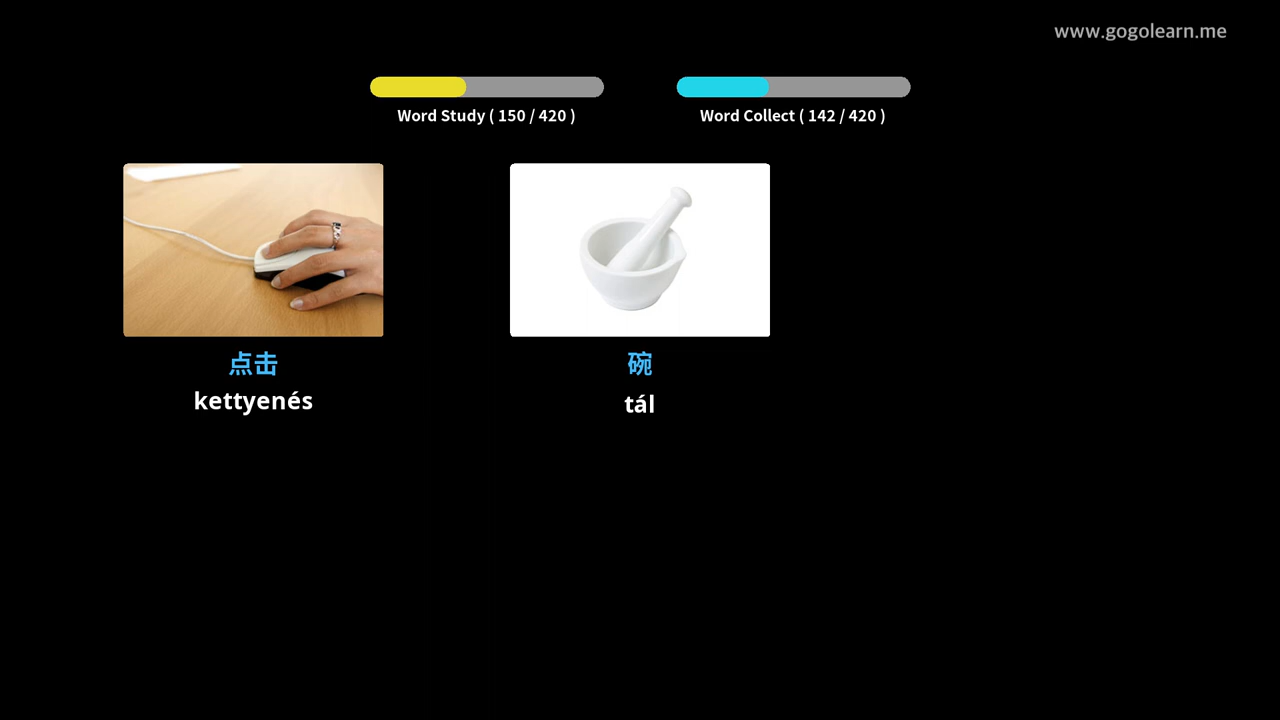 www.gogolearn.me
Word Study ( 150 / 420 )
Word Collect ( 142 / 420 )
点击
kettyenés
碗
tál